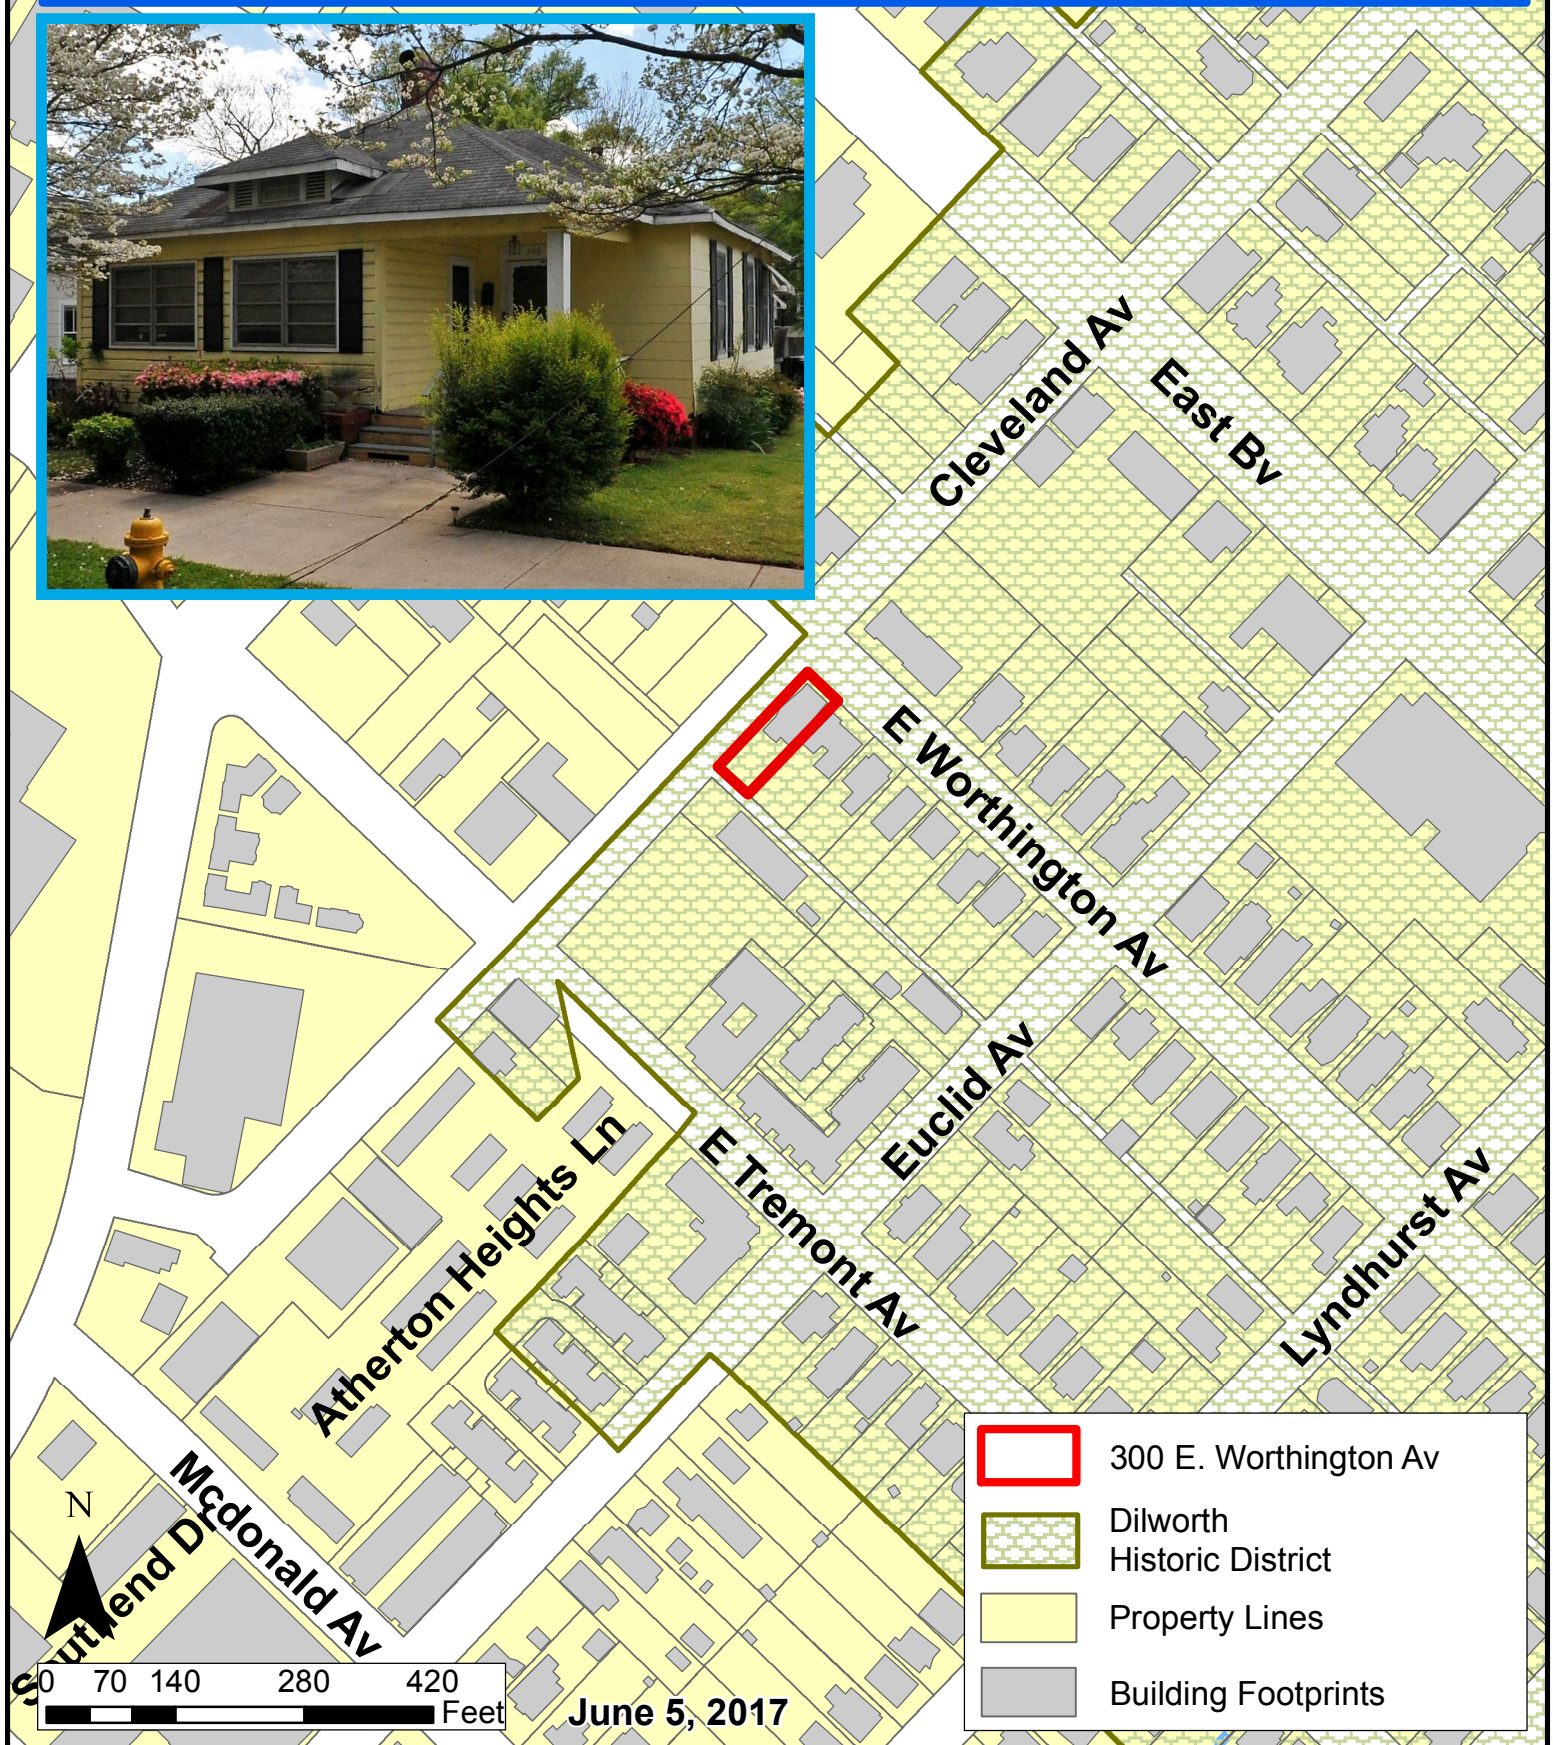 300
Cleveland Av
East Bv
E Worthington Av
Euclid Av
E Tremont Av
Lyndhurst Av
Atherton Heights Ln
Mcdonald Av
Southend Dr
N
0 70 140 280 420
Feet
June 5, 2017
300 E. Worthington Av
Dilworth
Historic District
Property Lines
Building Footprints